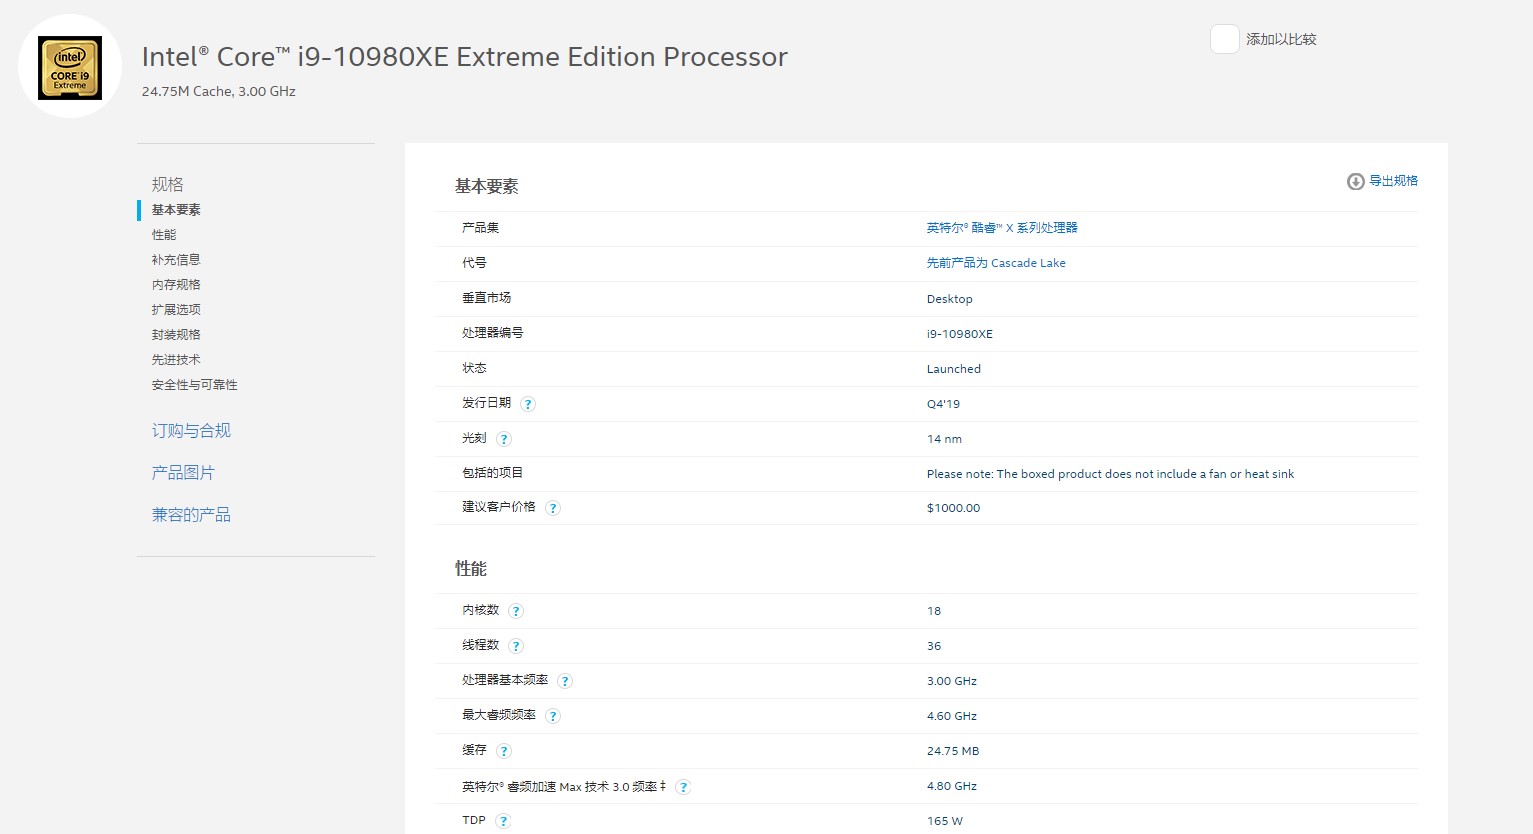 intel
CORE i9
Extreme
Intel® Core™ i9-10980XE Extreme Edition Processor
24.75M Cache, 3.00 GHz
添加以比较
规格
基本要素
性能
补充信息
内存规格
扩展选项
封装规格
先进技术
安全性与可靠性
订购与合规
产品图片
兼容的产品
基本要素
导出规格
产品集 英特尔® 酷睿™ X 系列处理器
代号 先前产品为 Cascade Lake
垂直市场 Desktop
处理器编号 i9-10980XE
状态 Launched
发行日期 ? Q4'19
光刻 ? 14 nm
包括的项目 Please note: The boxed product does not include a fan or heat sink
建议客户价格 ? $1000.00
性能
内核数 ? 18
线程数 ? 36
处理器基本频率 ? 3.00 GHz
最大睿频频率 ? 4.60 GHz
缓存 ? 24.75 MB
英特尔® 睿频加速 Max 技术 3.0 频率 ‡ ? 4.80 GHz
TDP ? 165 W